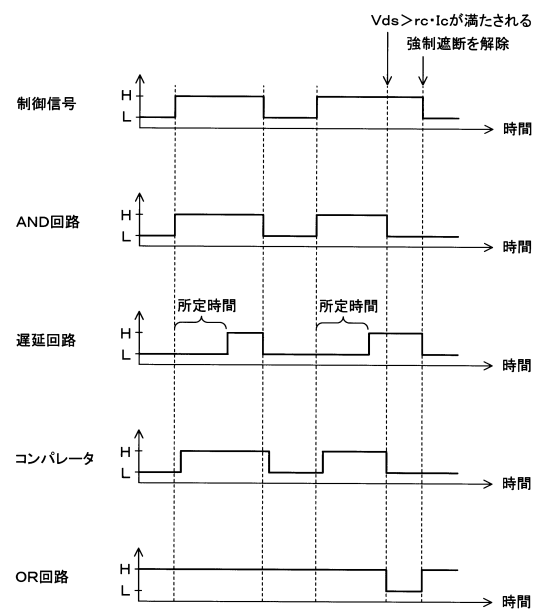 Vds＞rc・Icが満たされる
強制遮断を解除
制御信号
H
L
時間
AND回路
H
L
時間
所定時間
所定時間
遅延回路
H
L
時間
コンパレータ
H
L
時間
OR回路
H
L
時間